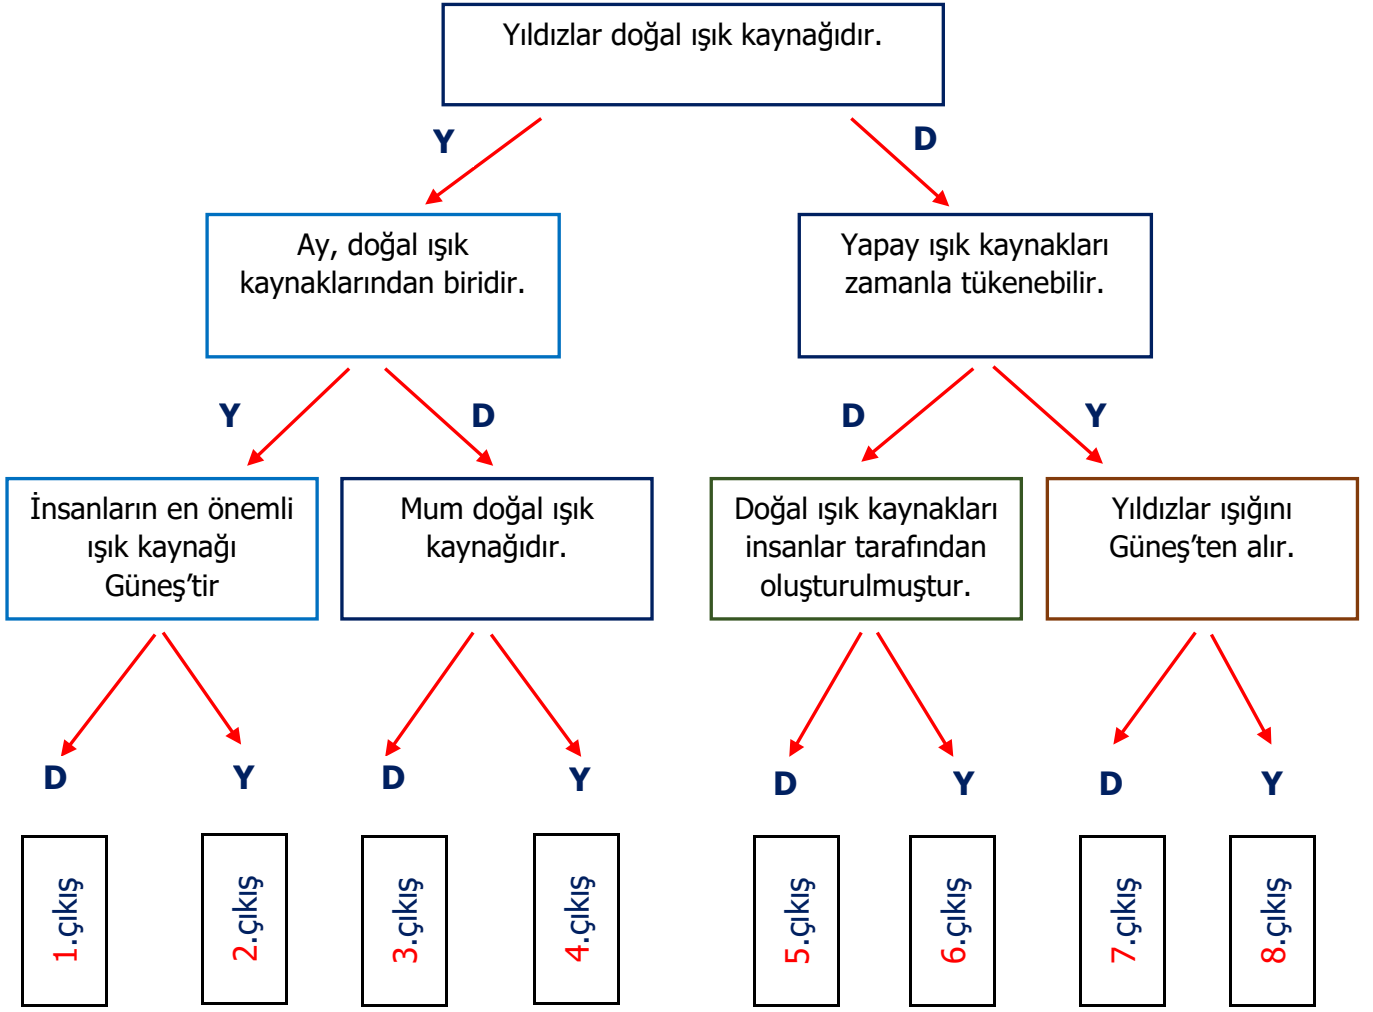 Yıldızlar doğal ışık kaynağıdır.
Y
D
Ay, doğal ışık
kaynaklarından biridir.
Yapay ışık kaynakları
zamanla tükenebilir.
Y
D
D
Y
İnsanların en önemli
ışık kaynağı
Güneş’tir
Mum doğal ışık
kaynağıdır.
Doğal ışık kaynakları
insanlar tarafından
oluşturulmuştur.
Yıldızlar ışığını
Güneş’ten alır.
D
Y
D
Y
D
Y
D
Y
1.çıkış
2.çıkış
3.çıkış
4.çıkış
5.çıkış
6.çıkış
7.çıkış
8.çıkış